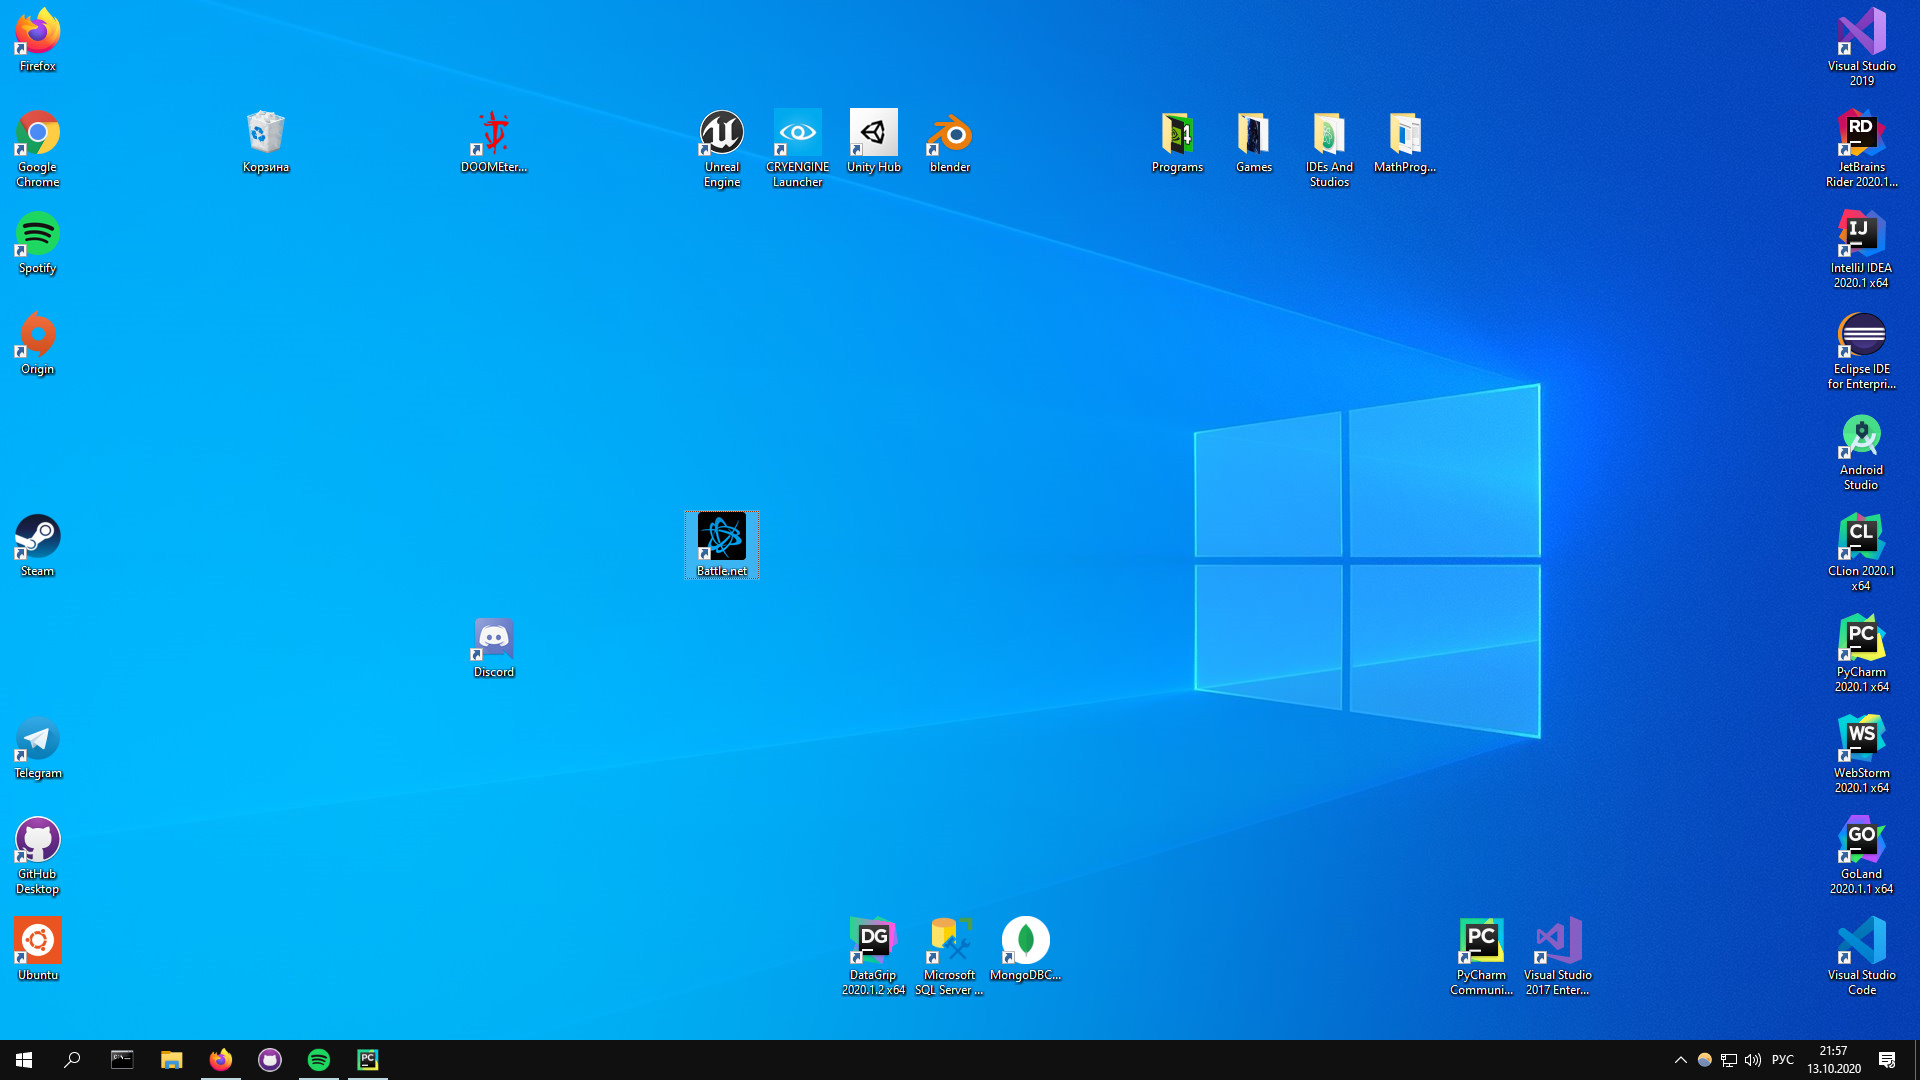 Firefox
Visual Studio
2019
Google
Chrome
Корзина
DOOMEter...
Unreal
Engine
CRYENGINE
Launcher
Unity Hub
blender
Programs
Games
IDEs And
Studios
MathProg...
RD
JetBrains
Rider 2020.1...
Spotify
IJ
IntelliJ IDEA
2020.1 x64
Origin
Eclipse IDE
for Enterpri...
Android
Studio
Steam
Battle.net
CL
CLion 2020.1
x64
Discord
PC
PyCharm
2020.1 x64
Telegram
WS
WebStorm
2020.1 x64
GitHub
Desktop
GO
GoLand
2020.1.1 x64
Ubuntu
DG
DataGrip
2020.1.2 x64
Microsoft
SQL Server ...
MongoDBC...
PC
PyCharm
Communi...
Visual Studio
2017 Enter...
Visual Studio
Code
PC
РУС
21:57
13.10.2020